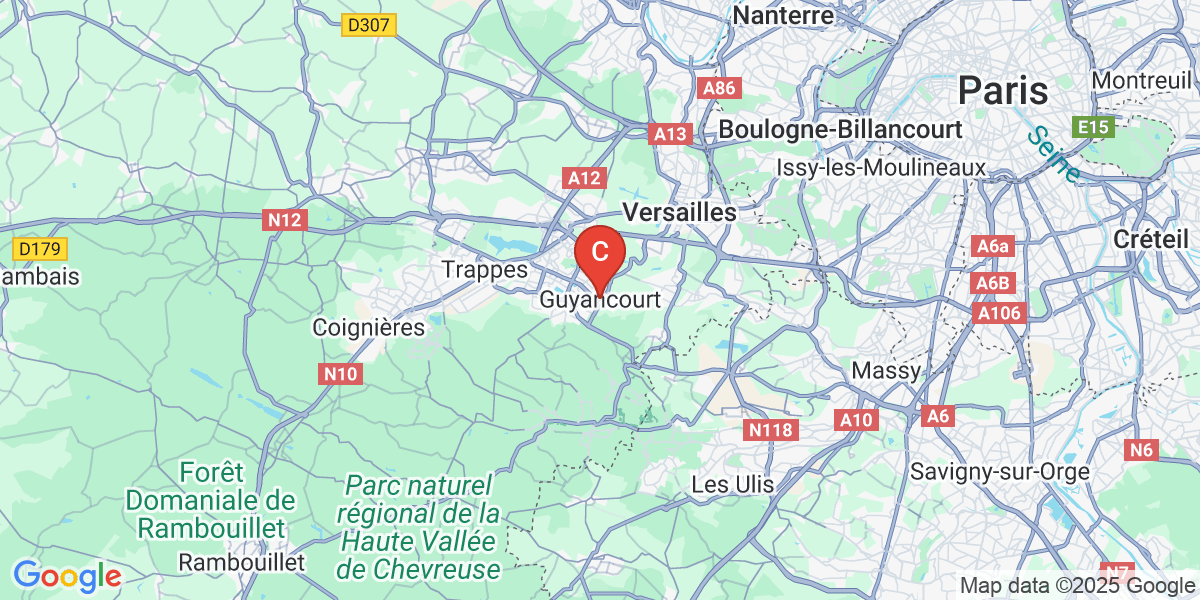 Nanterre
D307
Paris
Montreuil
A86
A13
Boulogne-Billancourt
E15
Issy-les-Moulineaux
Seine
A12
Versailles
N12
D179
ambais
Trappes
C
Guyancourt
A6a
Créteil
A6B
A106
Coignières
N10
Massy
A10
A6
N118
N6
Savigny-sur-Orge
Les Ulis
Forêt
Domaniale de
Rambouillet
Parc naturel
régional de la
Haute Vallée
de Chevreuse
Rambouillet
N7
Google
Map data ©2025 Google